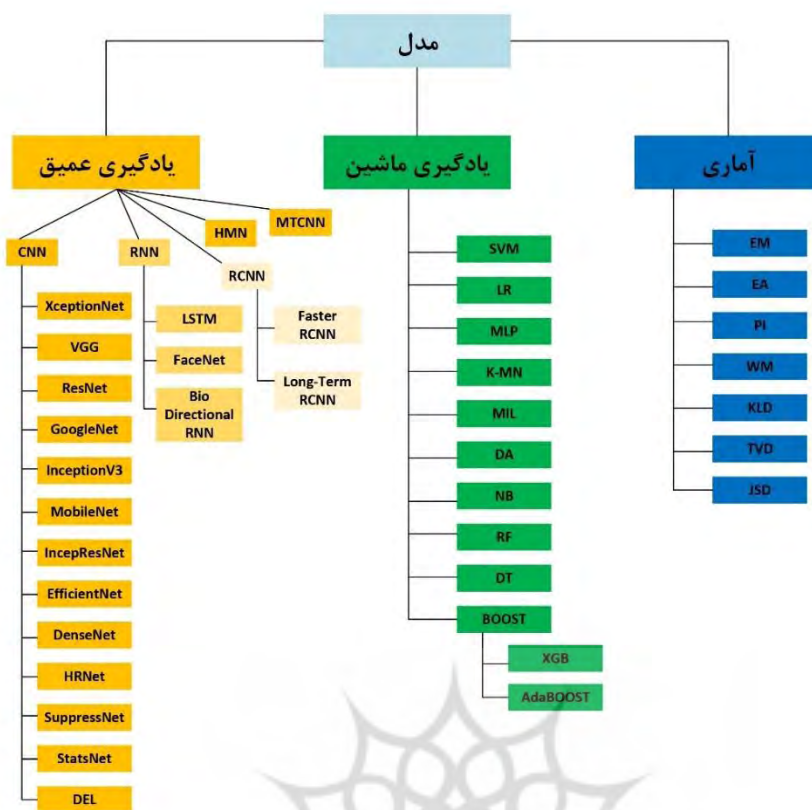 مدل
یادگیری عمیق
یادگیری ماشین
آماری
MTCNN
HMN
CNN
RNN
RCNN
XceptionNet
VGG
ResNet
GoogleNet
InceptionV3
MobileNet
IncepResNet
EfficientNet
DenseNet
HRNet
SuppressNet
StatsNet
DEL
LSTM
FaceNet
Bio
Directional
RNN
Faster
RCNN
Long-Term
RCNN
SVM
LR
MLP
K-MN
MIL
DA
NB
RF
DT
BOOST
XGB
AdaBOOST
EM
EA
PI
WM
KLD
TVD
JSD